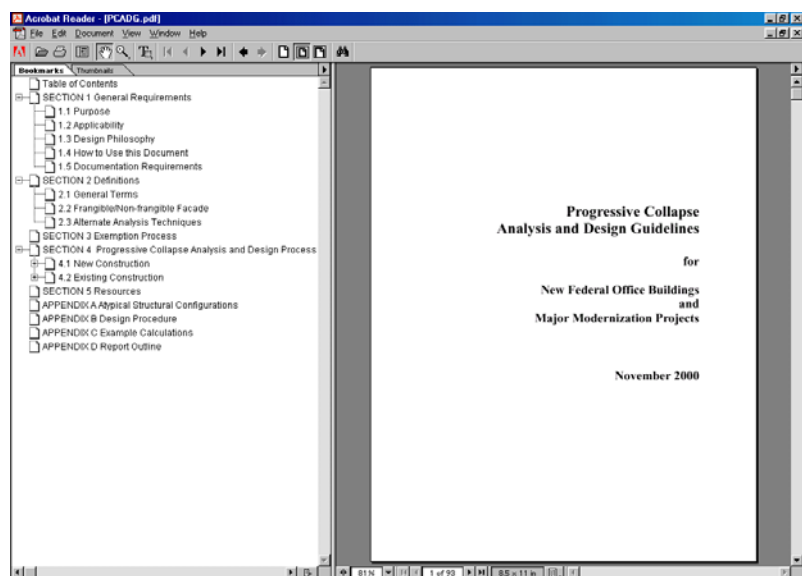 Acrobat Reader - [PCADG.pdf]
File Edit Document View Window Help
Bookmarks Thumbnails
Table of Contents
SECTION 1 General Requirements
1.1 Purpose
1.2 Applicability
1.3 Design Philosophy
1.4 How to Use this Document
1.5 Documentation Requirements
SECTION 2 Definitions
2.1 General Terms
2.2 Frangible/Non-frangible Facade
2.3 Alternate Analysis Techniques
SECTION 3 Exemption Process
SECTION 4 Progressive Collapse Analysis and Design Process
4.1 New Construction
4.2 Existing Construction
SECTION 5 Resources
APPENDIX A Atypical Structural Configurations
APPENDIX B Design Procedure
APPENDIX C Example Calculations
APPENDIX D Report Outline
Progressive Collapse
Analysis and Design Guidelines
for
New Federal Office Buildings
and
Major Modernization Projects
November 2000
81% 1 of 93 8.5 x 11 in